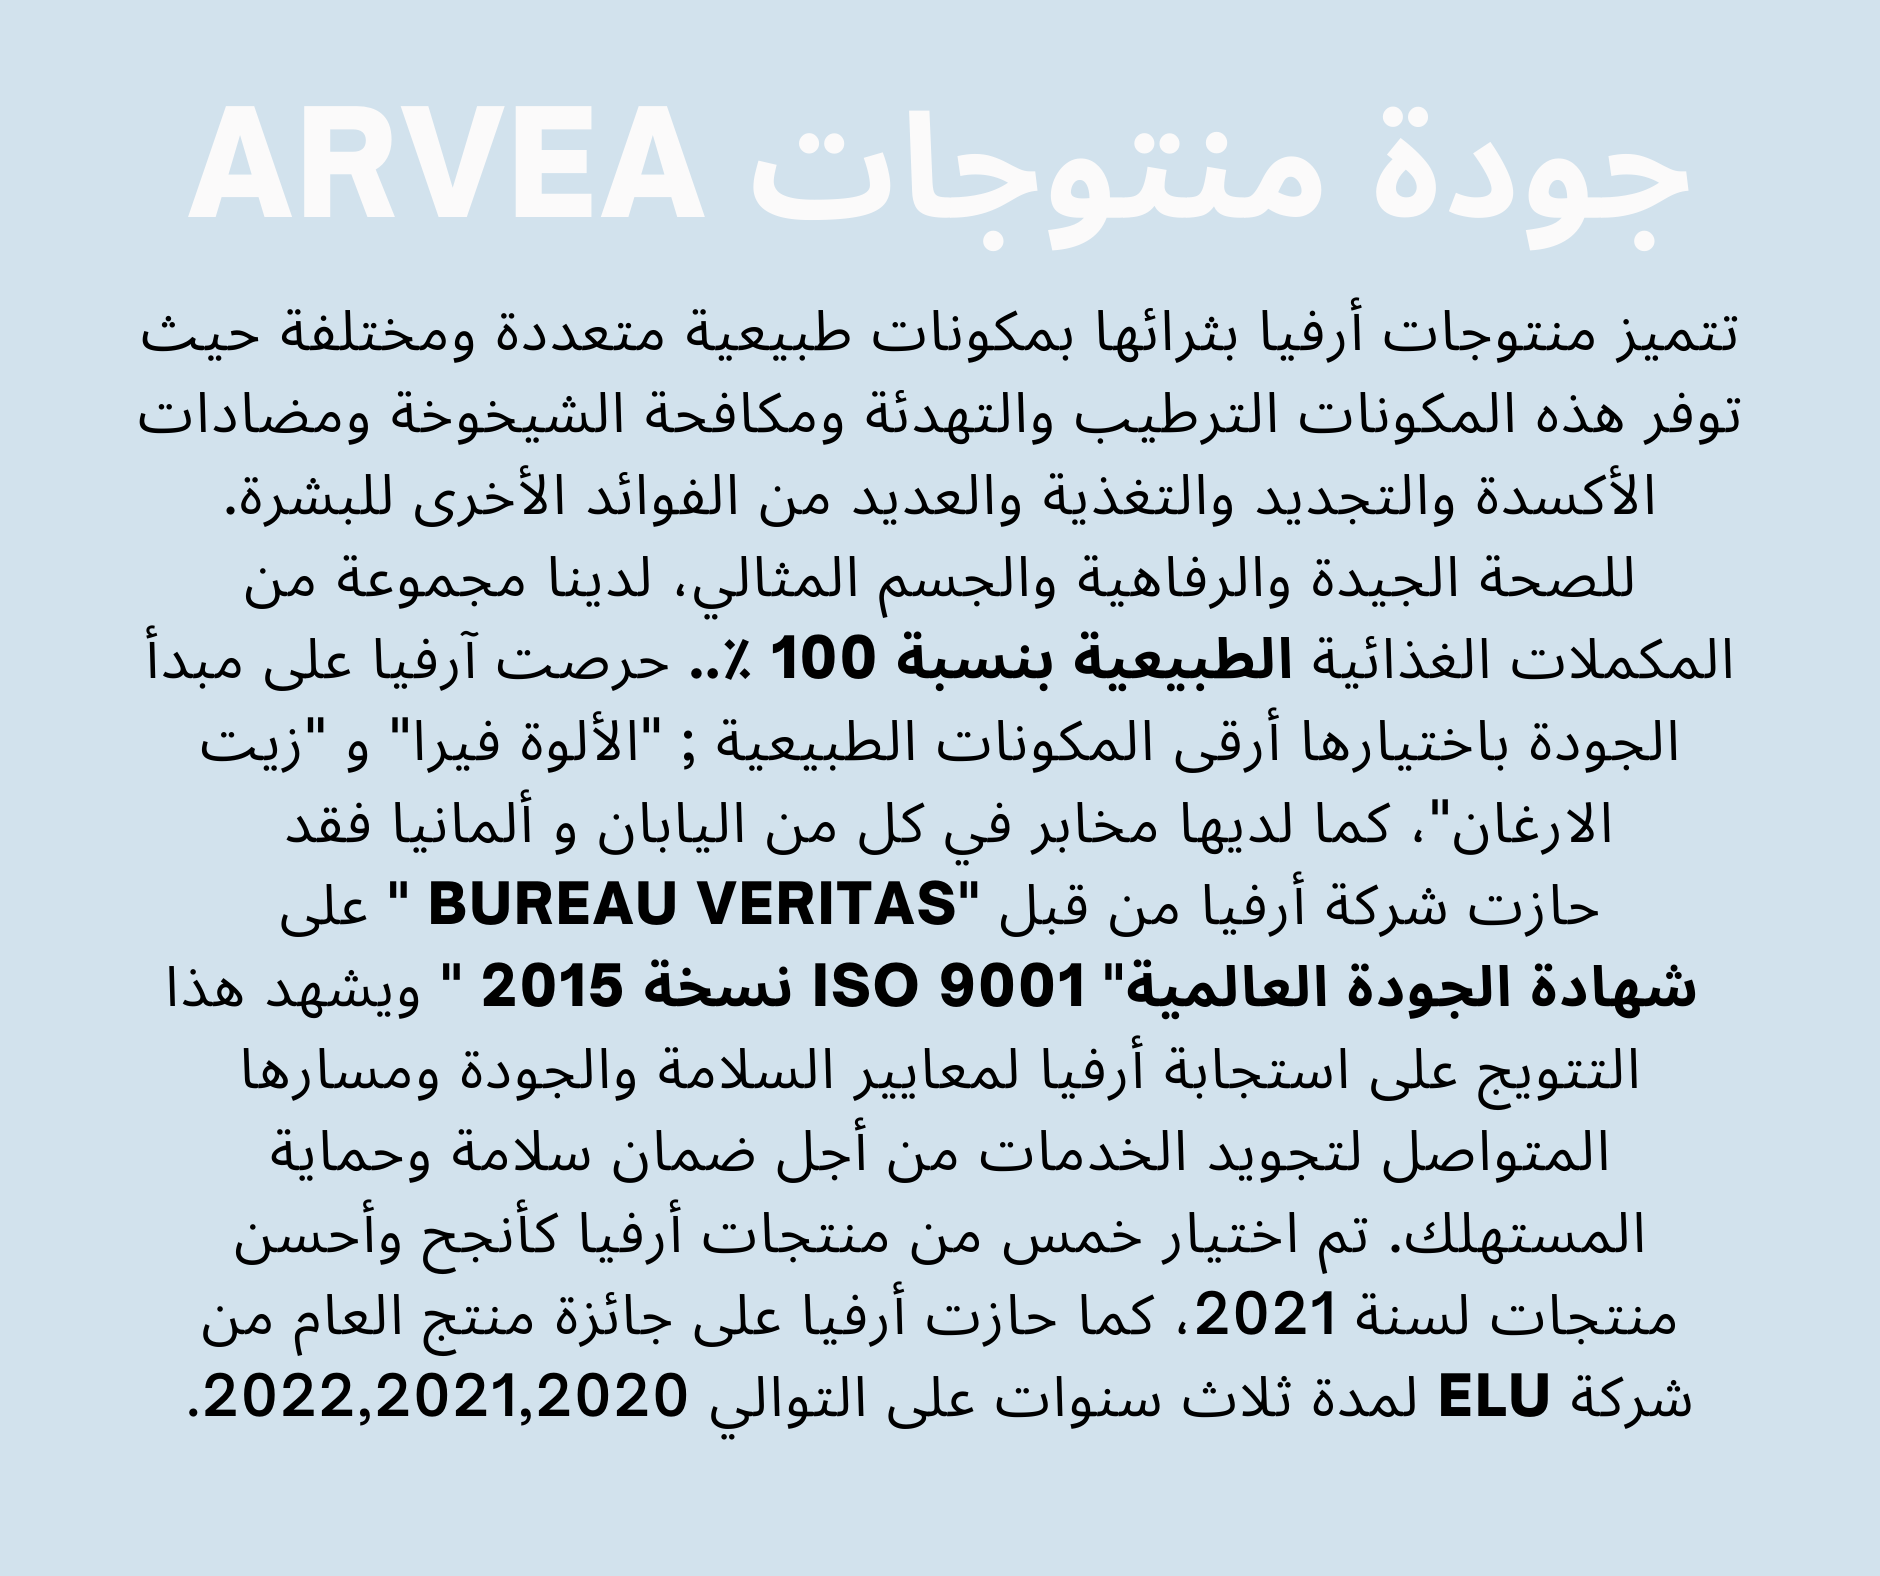 جودة منتوجات ARVEA
تتميز منتوجات أرفيا بثرائها بمكونات طبيعية متعددة ومختلفة حيث
توفر هذه المكونات الترطيب والتهدئة ومكافحة الشيخوخة ومضادات
الأكسدة والتجديد والتغذية والعديد من الفوائد الأخرى للبشرة.
للصحة الجيدة والرفاهية والجسم المثالي، لدينا مجموعة من
المكملات الغذائية الطبيعية بنسبة 100 ٪.. حرصت آرفيا على مبدأ
الجودة باختيارها أرقى المكونات الطبيعية ; "الألوة فيرا" و "زيت
الارغان"، كما لديها مخابر في كل من اليابان و ألمانيا فقد
حازت شركة أرفيا من قبل "BUREAU VERITAS " على
شهادة الجودة العالمية" ISO 9001 نسخة 2015 " ويشهد هذا
التتويج على استجابة أرفيا لمعايير السلامة والجودة ومسارها
المتواصل لتجويد الخدمات من أجل ضمان سلامة وحماية
المستهلك. تم اختيار خمس من منتجات أرفيا كأنجح وأحسن
منتجات لسنة 2021، كما حازت أرفيا على جائزة منتج العام من
شركة ELU لمدة ثلاث سنوات على التوالي 2022,2021,2020.